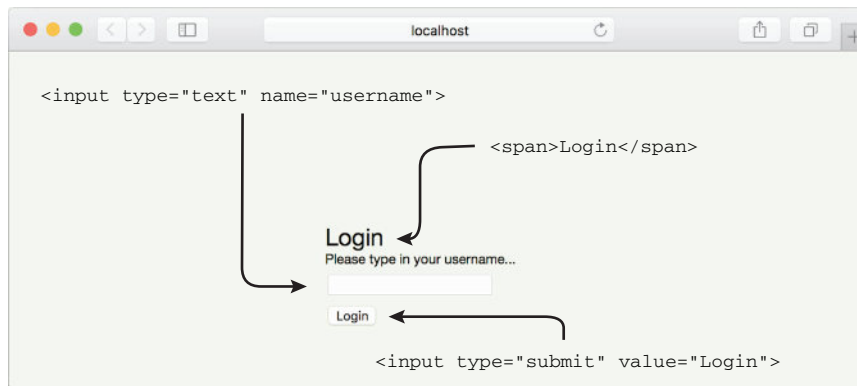 localhost
<input type="text" name="username">
<span>Login</span>
Login
Please type in your username...
Login
<input type="submit" value="Login">